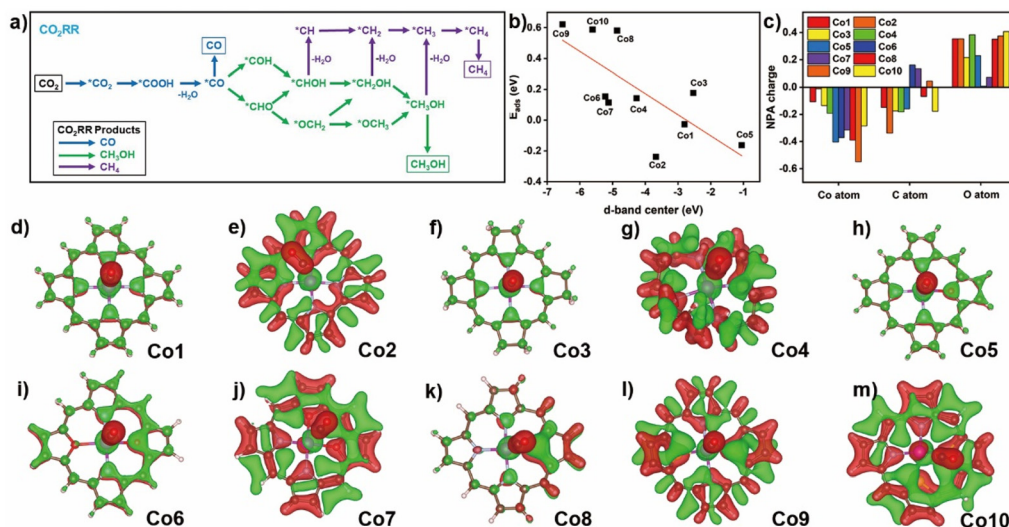 a)
CO₂RR
CO
*CH
*CH₂
*CH₃
*CH₄
-H₂O
-H₂O
-H₂O
CH₄
*COH
CO₂
*CO₂
*COOH
*CO
*CHOH
*CH₂OH
-H₂O
*CHO
*CH₃OH
*OCH₂
*OCH₃
CH₃OH
CO₂RR Products
CO
CH₃OH
CH₄
b)
0.6
0.4
0.2
0.0
-0.2
-0.4
E_ads (eV)
Co9
Co10
Co8
Co3
Co6
Co7
Co4
Co1
Co5
Co2
-6 -5 -4 -3 -2 -1
d-band center (eV)
c)
0.4
0.2
0.0
-0.2
-0.4
-0.6
NPA charge
Co1 Co2
Co3 Co4
Co5 Co6
Co7 Co8
Co9 Co10
Co atom C atom O atom
d)
Co1
e)
Co2
f)
Co3
g)
Co4
h)
Co5
i)
Co6
j)
Co7
k)
Co8
l)
Co9
m)
Co10